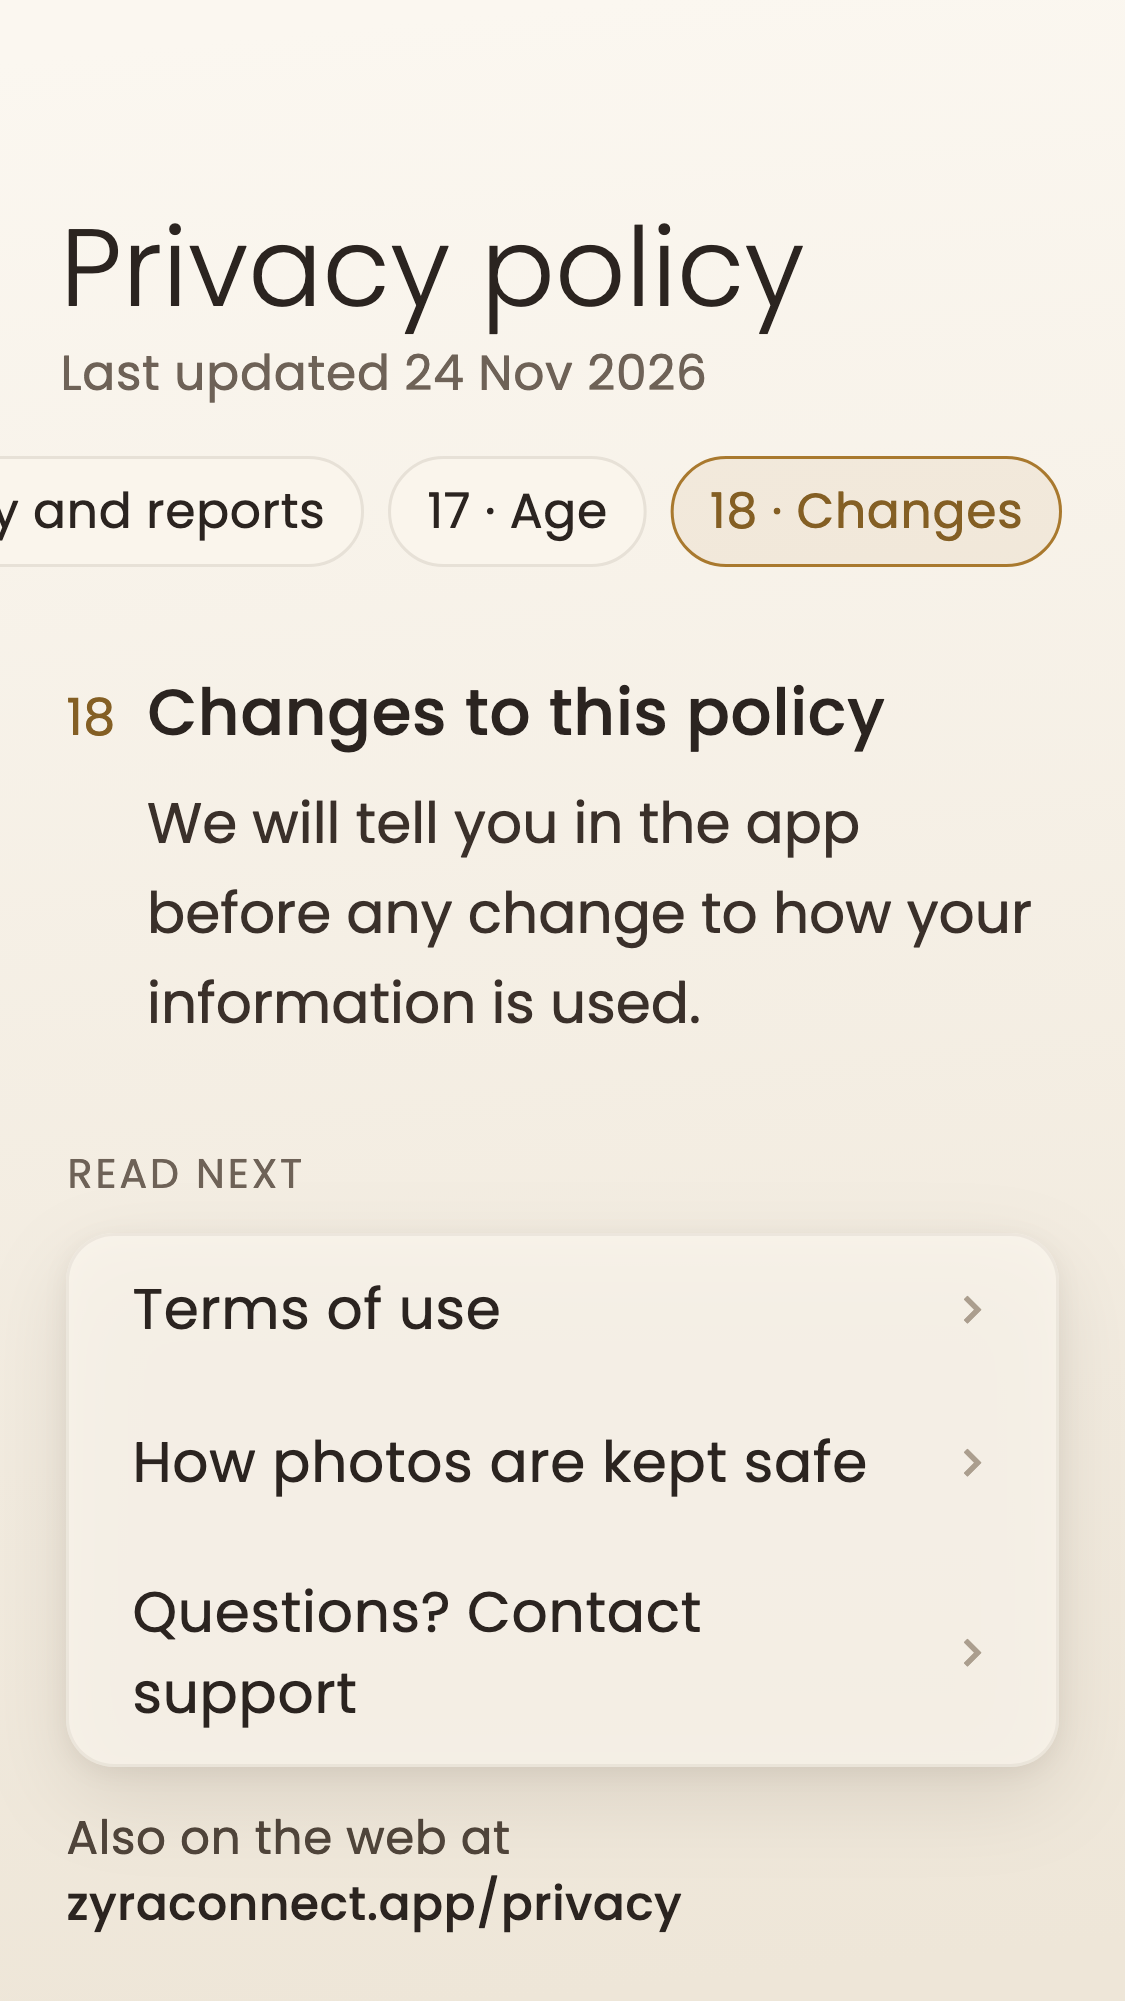 Privacy policy
Last updated 24 Nov 2026
y and reports
17 · Age
18 · Changes
18 Changes to this policy
We will tell you in the app
before any change to how your
information is used.
READ NEXT
Terms of use
How photos are kept safe
Questions? Contact
support
Also on the web at
zyraconnect.app/privacy